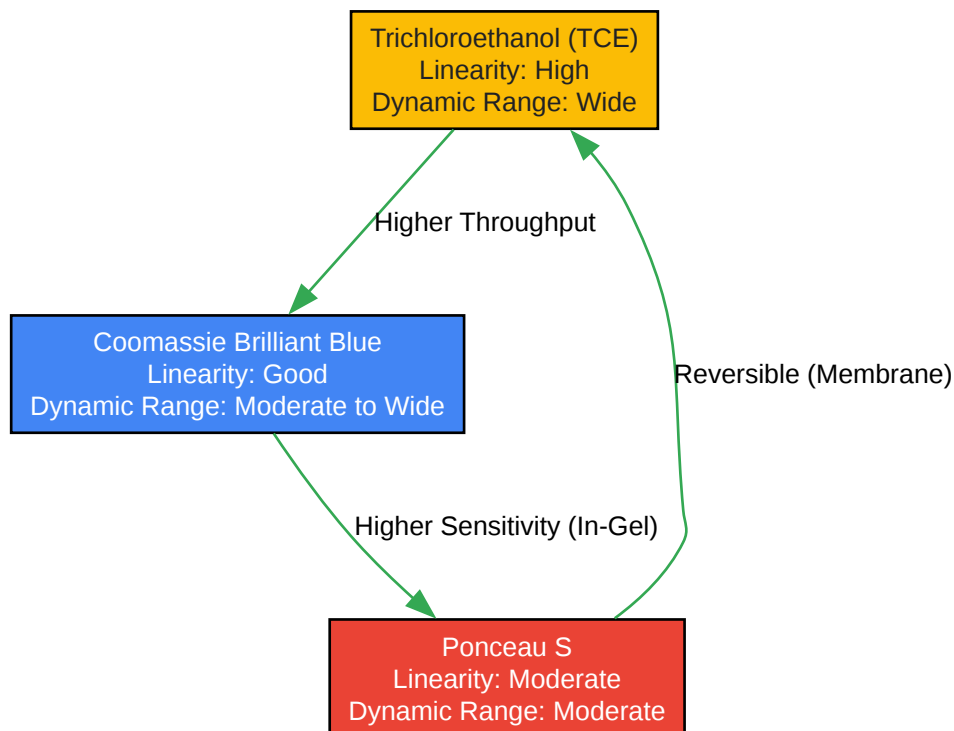 Trichloroethanol (TCE)
Linearity: High
Dynamic Range: Wide
Higher Throughput
Coomassie Brilliant Blue
Linearity: Good
Dynamic Range: Moderate to Wide
Reversible (Membrane)
Higher Sensitivity (In-Gel)
Ponceau S
Linearity: Moderate
Dynamic Range: Moderate